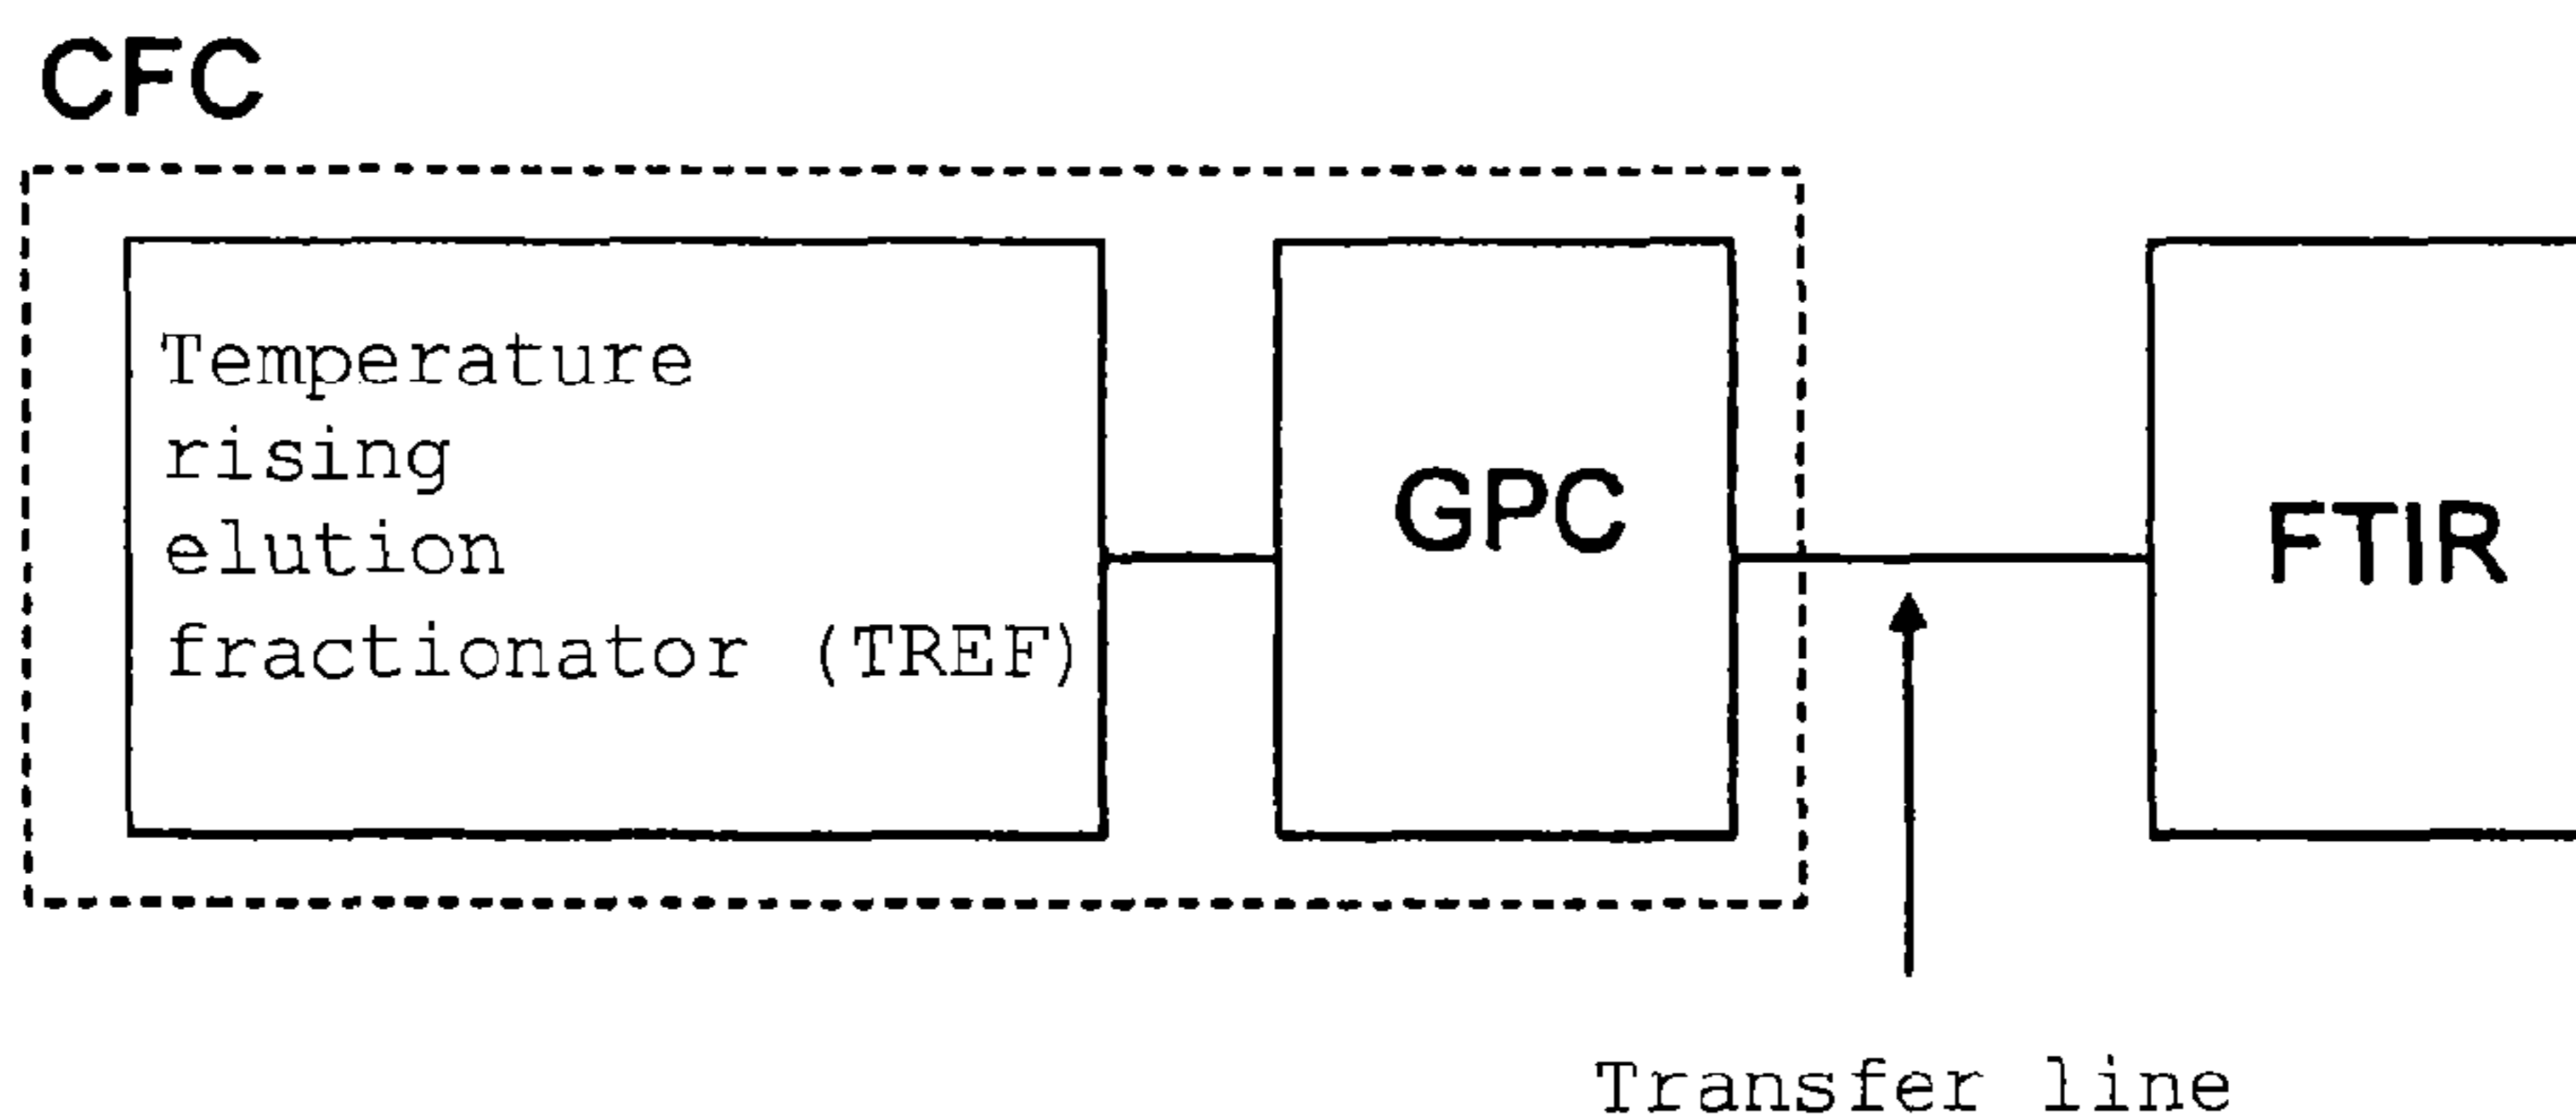 CFC
Temperature
rising
elution
fractionator (TREF)
GPC
FTIR
Transfer line